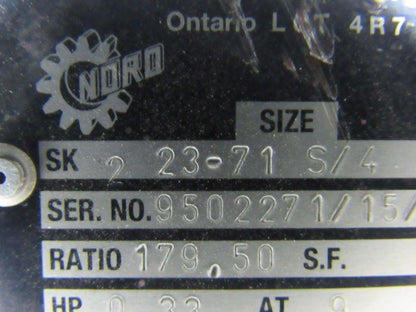 Ontario L6T 4R7
NORD
SIZE
SK 2 23-71 S/4
SER. NO. 9502271/15/
RATIO 179,50 S.F.
HP 0.33 AT 9